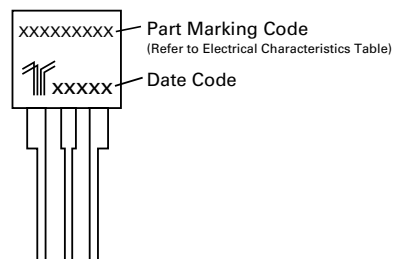 XXXXXXXXX Part Marking Code
(Refer to Electrical Characteristics Table)
XXXXX Date Code